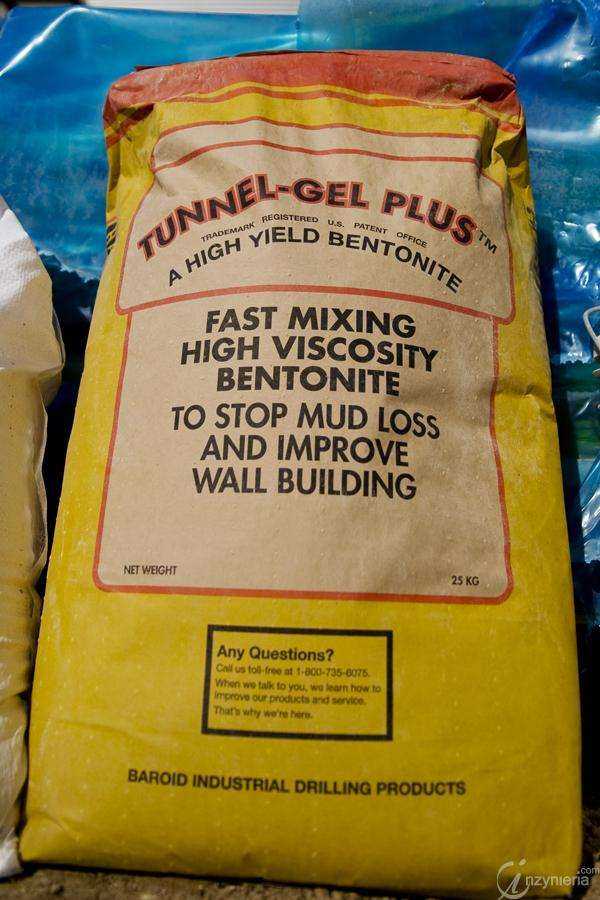 TUNNEL-GEL PLUS™
TRADEMARK REGISTERED U.S. PATENT OFFICE
A HIGH YIELD BENTONITE
FAST MIXING
HIGH VISCOSITY
BENTONITE
TO STOP MUD LOSS
AND IMPROVE
WALL BUILDING
NET WEIGHT 25 KG
Any Questions?
Call us toll-free at 1-800-735-6075.
When we talk to you, we learn how to
improve our products and service.
That's why we're here.
BAROID INDUSTRIAL DRILLING PRODUCTS
inzynieria.com